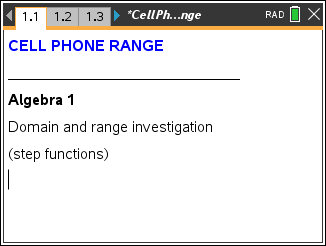 1.1 1.2 1.3 *CellPh...nge RAD
CELL PHONE RANGE
Algebra 1
Domain and range investigation
(step functions)